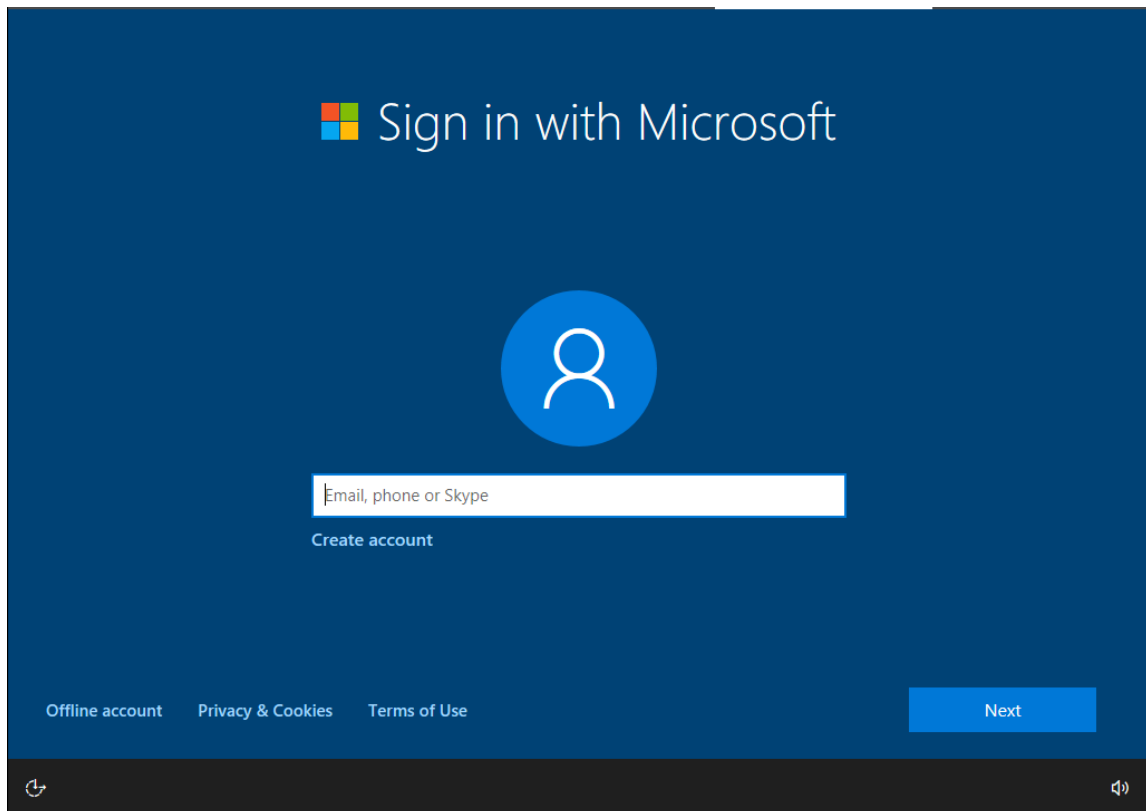 Sign in with Microsoft
Email, phone or Skype
Create account
Offline account Privacy & Cookies Terms of Use Next